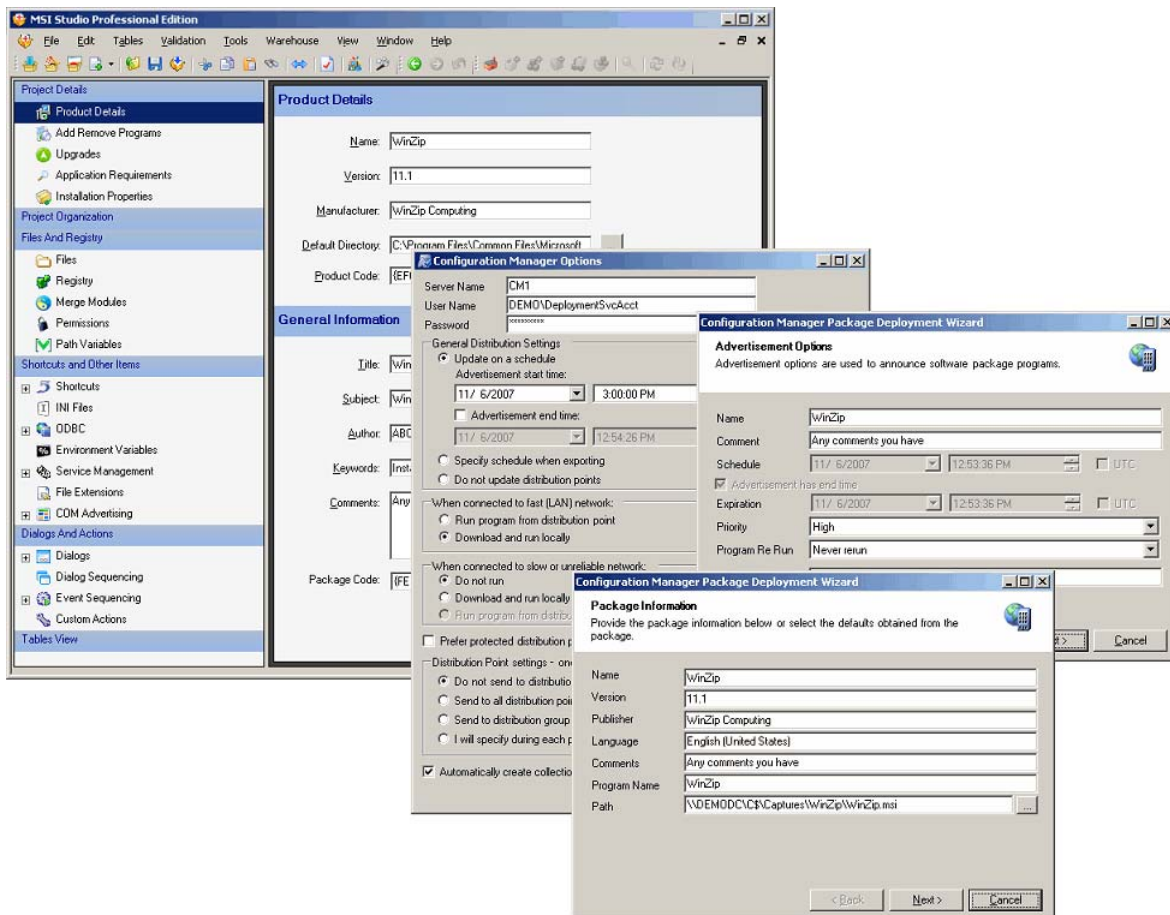 MSI Studio Professional Edition
File Edit Tables Validation Tools Warehouse View Window Help
Project Details
Product Details
Add Remove Programs
Upgrades
Application Requirements
Installation Properties
Project Organization
Files And Registry
Files
Registry
Merge Modules
Permissions
Path Variables
Shortcuts and Other Items
Shortcuts
INI Files
ODBC
Environment Variables
Service Management
File Extensions
COM Advertising
Dialogs And Actions
Dialogs
Dialog Sequencing
Event Sequencing
Custom Actions
Tables View
Product Details
Name: WinZip
Version: 11.1
Manufacturer: WinZip Computing
Default Directory: C:\Program Files\Common Files\Microsoft
Product Code: {EF
General Information
Title: Win
Subject: Win
Author: ABC
Keywords: Inst
Comments: Any
Package Code: {FE
Configuration Manager Options
Server Name CM1
User Name DEMO\DeploymentSvcAcct
Password **********
General Distribution Settings
Update on a schedule
Advertisement start time:
11/ 6/2007 3:00:00 PM
Advertisement end time:
11/ 6/2007 12:54:26 PM
Specify schedule when exporting
Do not update distribution points
When connected to fast (LAN) network:
Run program from distribution point
Download and run locally
When connected to slow or unreliable network:
Do not run
Download and run locally
Run program from distribu
Prefer protected distribution p
Distribution Point settings - one
Do not send to distribution
Send to all distribution poi
Send to distribution group
I will specify during each p
Automatically create collectio
Configuration Manager Package Deployment Wizard
Advertisement Options
Advertisement options are used to announce software package programs.
Name WinZip
Comment Any comments you have
Schedule 11/ 6/2007 12:53:36 PM UTC
Advertisement has end time
Expiration 11/ 6/2007 12:53:36 PM UTC
Priority High
Program Re Run Never rerun
Cancel
Configuration Manager Package Deployment Wizard
Package Information
Provide the package information below or select the defaults obtained from the
package.
Name WinZip
Version 11.1
Publisher WinZip Computing
Language English (United States)
Comments Any comments you have
Program Name WinZip
Path \\DEMODC\C$\Captures\WinZip\WinZip.msi ...
< Back Next > Cancel